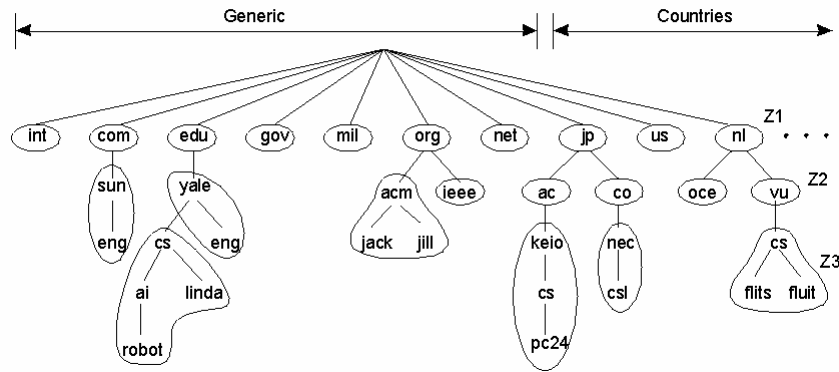 Generic Countries
Z1
int com edu gov mil org net jp us nl . . . .
Z2
sun yale acm ieee ac co oce vu
eng cs eng jack jill keio nec cs
Z3
ai linda cs csl flits fluit
robot pc24